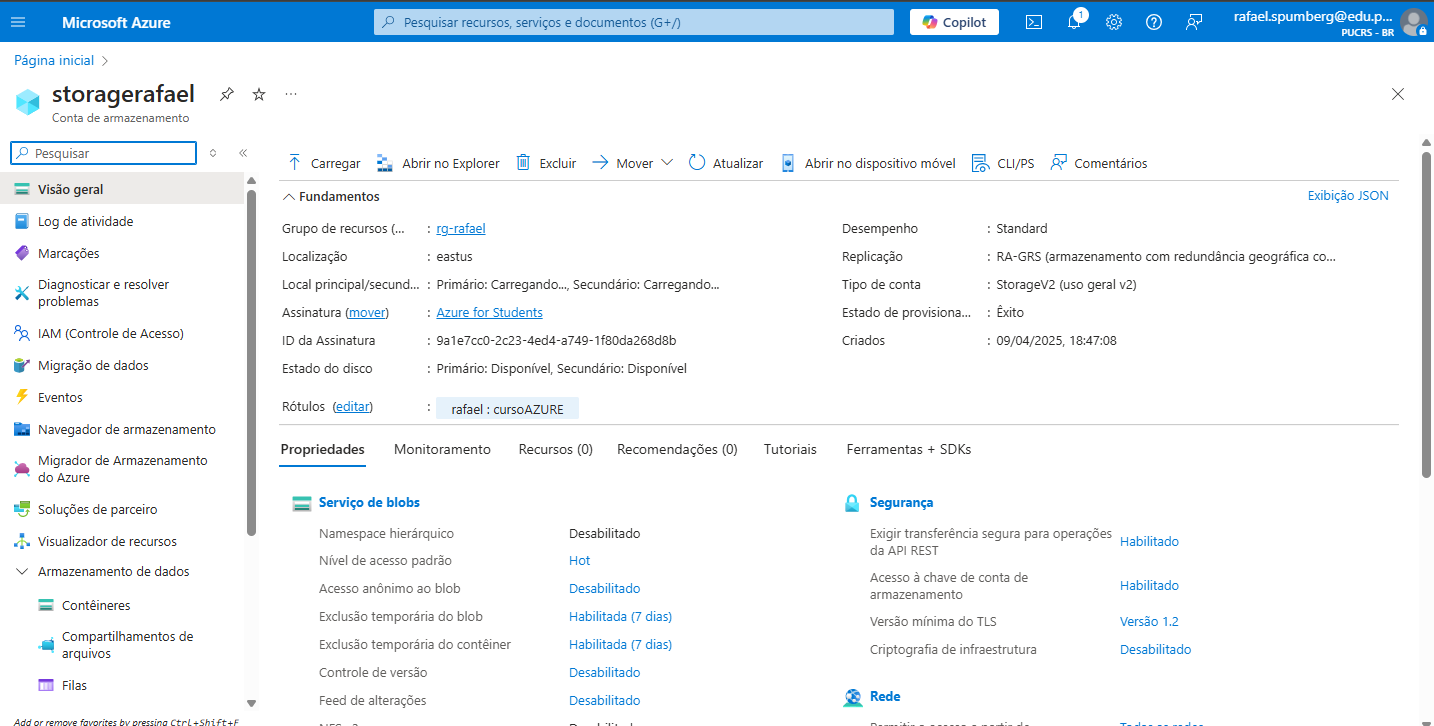 Microsoft Azure
Pesquisar recursos, serviços e documentos (G+/)
Copilot
1
rafael.spumberg@edu.p...
PUCRS - BR
Página inicial
storagerafael
Conta de armazenamento
Pesquisar
Visão geral
Log de atividade
Marcações
Diagnosticar e resolver
problemas
IAM (Controle de Acesso)
Migração de dados
Eventos
Navegador de armazenamento
Migrador de Armazenamento
do Azure
Soluções de parceiro
Visualizador de recursos
Armazenamento de dados
Contêineres
Compartilhamentos de
arquivos
Filas
Add or remove favorites by pressing Ctrl+Shift+F
Carregar Abrir no Explorer Excluir Mover Atualizar Abrir no dispositivo móvel CLI/PS Comentários
Fundamentos
Exibição JSON
Grupo de recursos (... : rg-rafael
Localização : eastus
Local principal/secund... : Primário: Carregando..., Secundário: Carregando...
Assinatura (mover) : Azure for Students
ID da Assinatura : 9a1e7cc0-2c23-4ed4-a749-1f80da268d8b
Estado do disco : Primário: Disponível, Secundário: Disponível
Desempenho : Standard
Replicação : RA-GRS (armazenamento com redundância geográfica co...
Tipo de conta : StorageV2 (uso geral v2)
Estado de provisiona... : Êxito
Criados : 09/04/2025, 18:47:08
Rótulos (editar) : rafael : cursoAZURE
Propriedades Monitoramento Recursos (0) Recomendações (0) Tutoriais Ferramentas + SDKs
Serviço de blobs
Namespace hierárquico Desabilitado
Nível de acesso padrão Hot
Acesso anônimo ao blob Desabilitado
Exclusão temporária do blob Habilitada (7 dias)
Exclusão temporária do contêiner Habilitada (7 dias)
Controle de versão Desabilitado
Feed de alterações Desabilitado
Segurança
Exigir transferência segura para operações
da API REST Habilitado
Acesso à chave de conta de
armazenamento Habilitado
Versão mínima do TLS Versão 1.2
Criptografia de infraestrutura Desabilitado
Rede